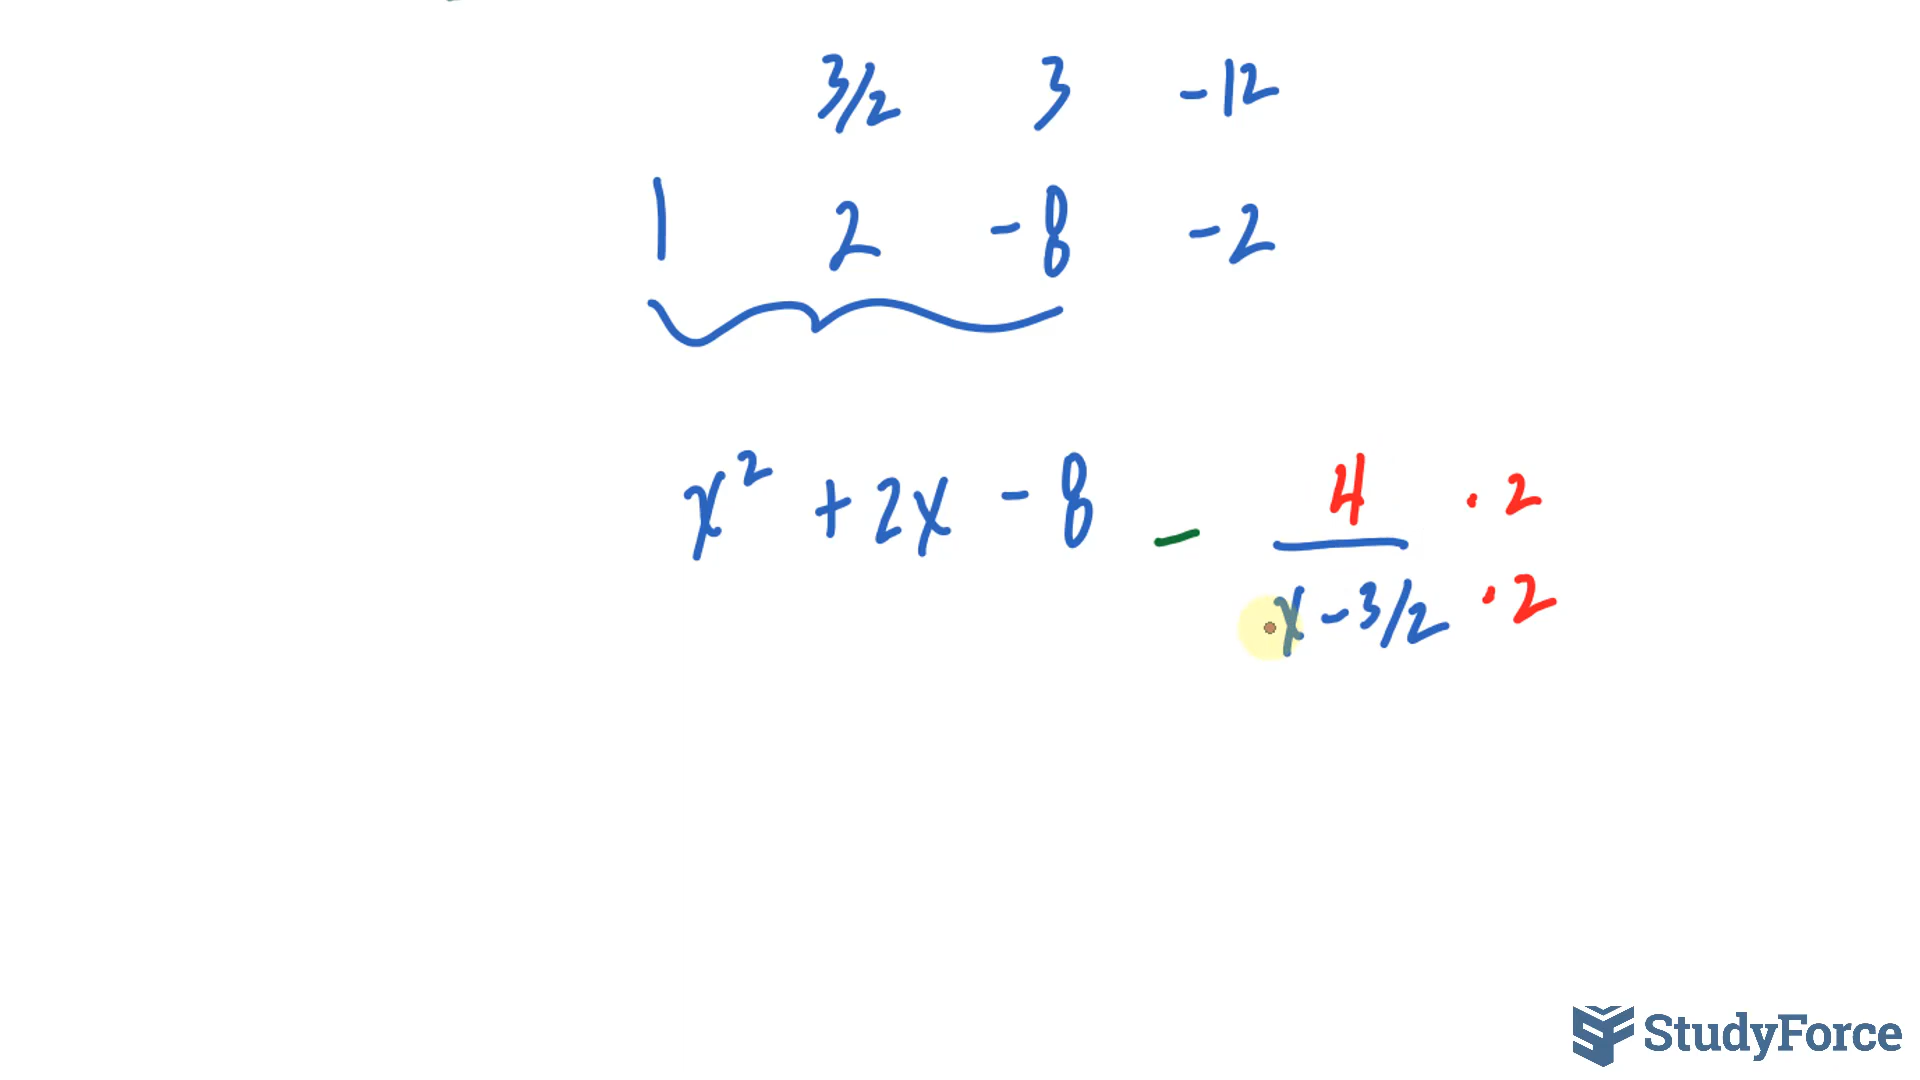 3/2 3 -12
1 2 -8 -2
x² + 2x - 8 - 4/(x - 3/2) · 2 · 2
StudyForce